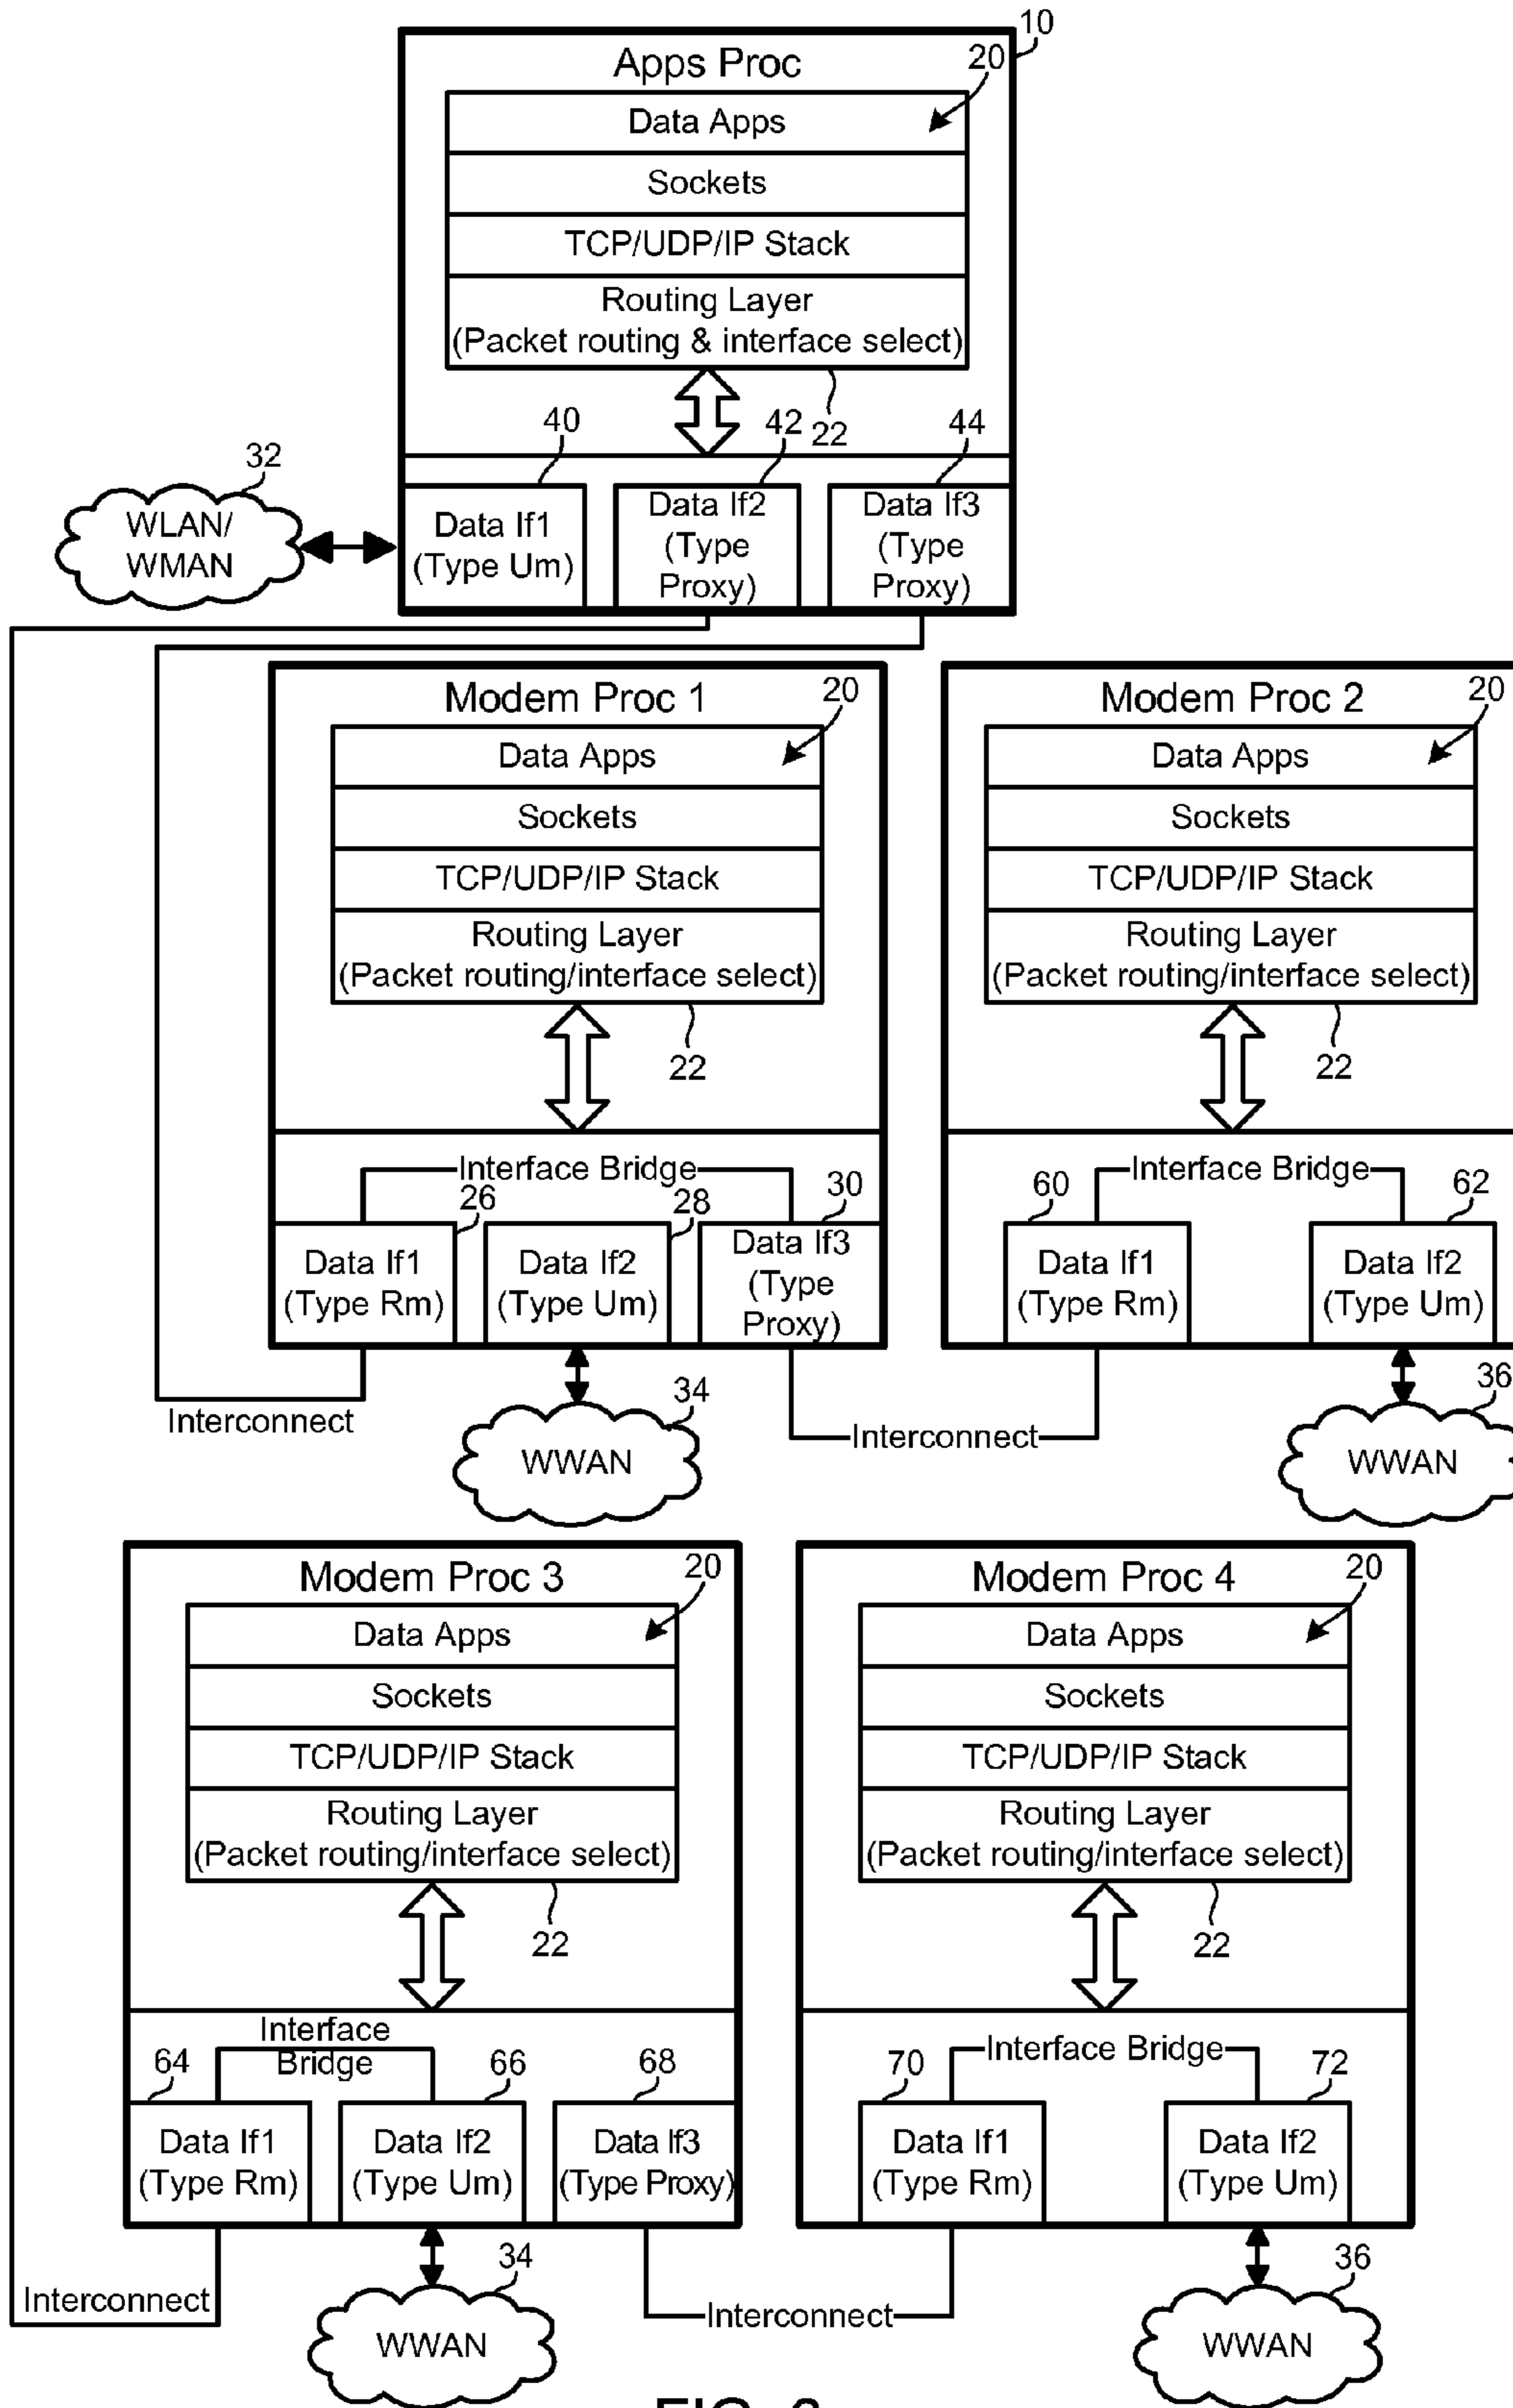 10
Apps Proc
20
Data Apps
Sockets
TCP/UDP/IP Stack
Routing Layer
(Packet routing & interface select)
40
42
22
44
32
WLAN/
WMAN
Data If1
(Type Um)
Data If2
(Type
Proxy)
Data If3
(Type
Proxy)
Modem Proc 1
20
Data Apps
Sockets
TCP/UDP/IP Stack
Routing Layer
(Packet routing/interface select)
22
Interface Bridge
26
28
30
Data If1
(Type Rm)
Data If2
(Type Um)
Data If3
(Type
Proxy)
Interconnect
34
WWAN
Interconnect
Modem Proc 2
20
Data Apps
Sockets
TCP/UDP/IP Stack
Routing Layer
(Packet routing/interface select)
22
Interface Bridge
60
62
Data If1
(Type Rm)
Data If2
(Type Um)
36
WWAN
Modem Proc 3
20
Data Apps
Sockets
TCP/UDP/IP Stack
Routing Layer
(Packet routing/interface select)
22
Interface
Bridge
64
66
68
Data If1
(Type Rm)
Data If2
(Type Um)
Data If3
(Type Proxy)
Interconnect
34
WWAN
Interconnect
Modem Proc 4
20
Data Apps
Sockets
TCP/UDP/IP Stack
Routing Layer
(Packet routing/interface select)
22
Interface Bridge
70
72
Data If1
(Type Rm)
Data If2
(Type Um)
36
WWAN